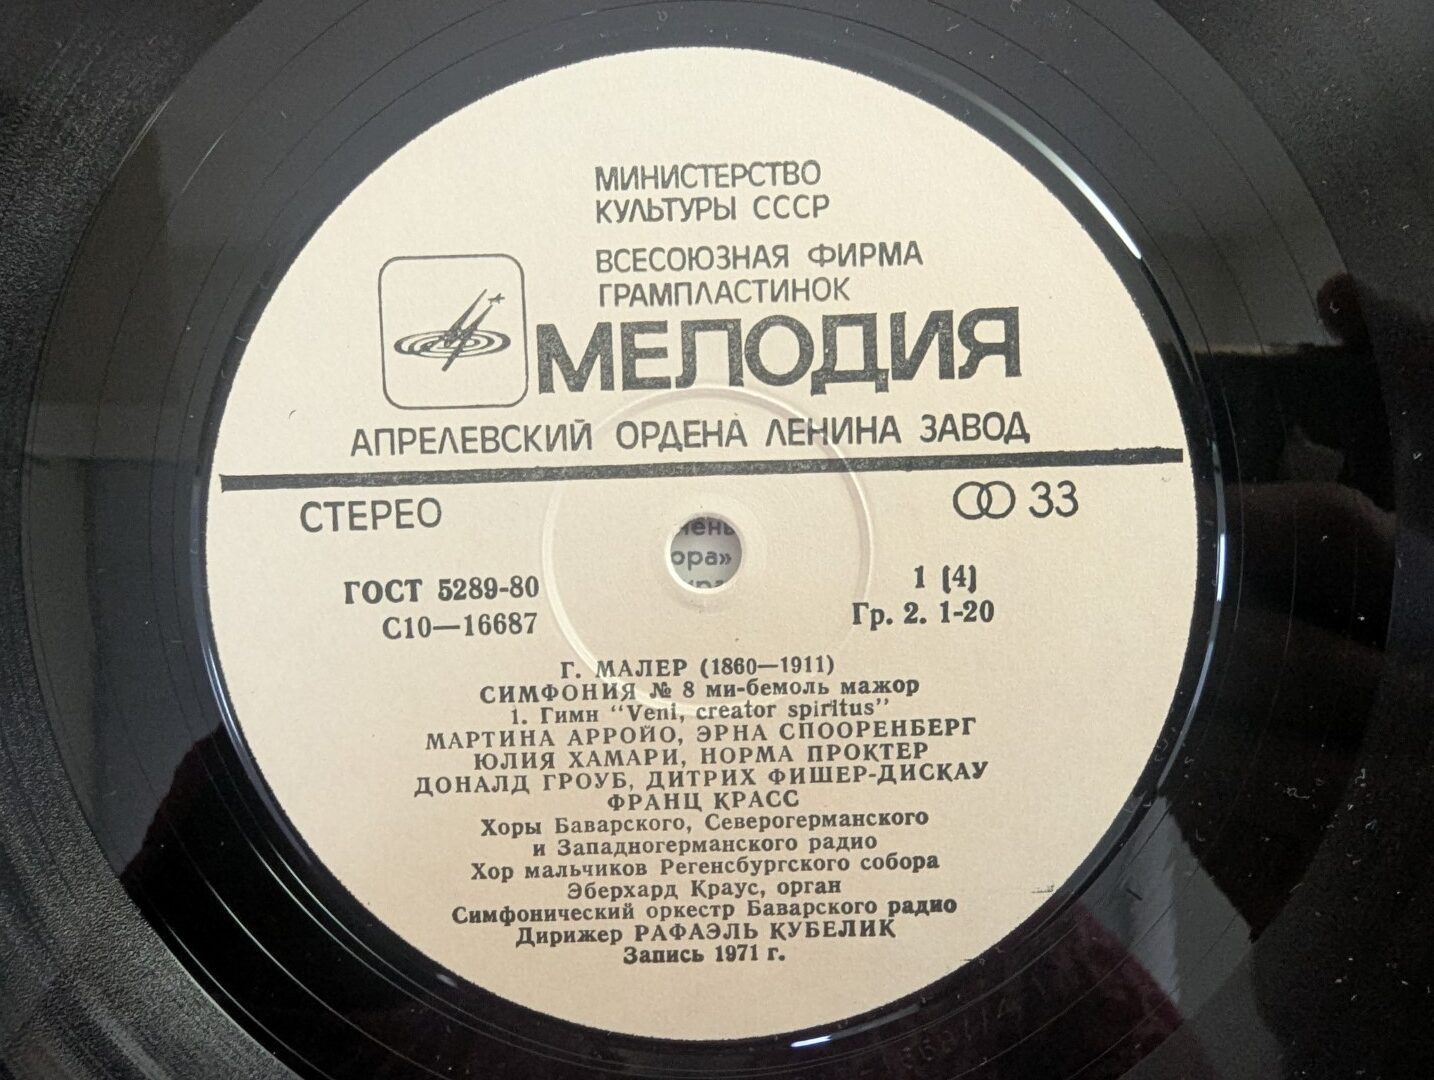 МИНИСТЕРСТВО
КУЛЬТУРЫ СССР
ВСЕСОЮЗНАЯ ФИРМА
ГРАМПЛАСТИНОК
МЕЛОДИЯ
АПРЕЛЕВСКИЙ ОРДЕНА ЛЕНИНА ЗАВОД
СТЕРЕО
33
ора»
ГОСТ 5289-80
С10—16687
1 (4)
Гр. 2. 1-20
Г. МАЛЕР (1860—1911)
СИМФОНИЯ № 8 ми-бемоль мажор
1. Гимн “Veni, creator spiritus”
МАРТИНА АРРОЙО, ЭРНА СПООРЕНБЕРГ
ЮЛИЯ ХАМАРИ, НОРМА ПРОКТЕР
ДОНАЛД ГРОУБ, ДИТРИХ ФИШЕР-ДИСКАУ
ФРАНЦ КРАСС
Хоры Баварского, Северогерманского
и Западногерманского радио
Хор мальчиков Регенсбургского собора
Эберхард Краус, орган
Симфонический оркестр Баварского радио
Дирижер РАФАЭЛЬ КУБЕЛИК
Запись 1971 г.